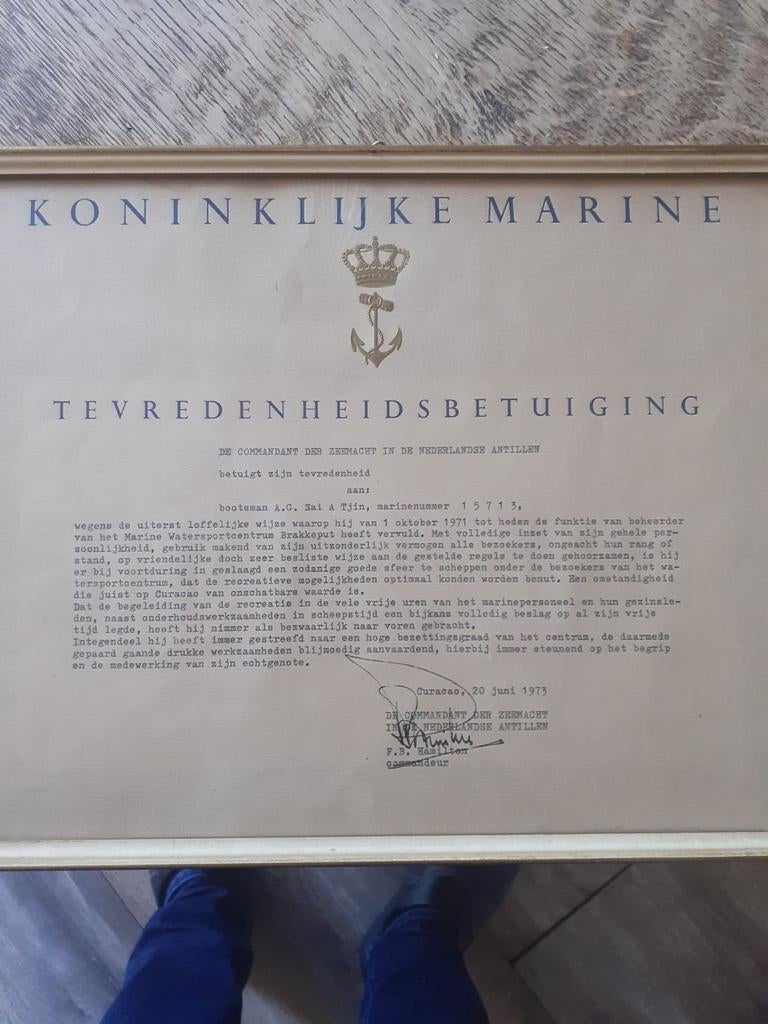 KONINKLIJKE MARINE
TEVREDENHEIDSBETUIGING
DE COMMANDANT DER ZEEMACHT IN DE NEDERLANDSE ANTILLEN
betuigt zijn tevredenheid
aan:
bootsman A.G. Sai A Tjin, marinenummer 1 5 7 1 3,
wegens de uiterst loffelijke wijze waarop hij van 1 oktober 1971 tot heden de funktie van beheerder
van het Marine Watersportcentrum Brakkeput heeft vervuld. Met volledige inzet van zijn gehele per-
soonlijkheid, gebruik makend van zijn uitzonderlijk vermogen alle bezoekers, ongeacht hun rang of
stand, op vriendelijke doch zeer besliste wijze aan de gestelde regels te doen gehoorzamen, is hij
er bij voortduring in geslaagd een zodanige goede sfeer te scheppen onder de bezoekers van het wa-
tersportcentrum, dat de recreatieve mogelijkheden optimaal konden worden benut. Een omstandigheid
die juist op Curacao van onschatbare waarde is.
Dat de begeleiding van de recreatie in de vele vrije uren van het marinepersoneel en hun gezinsle-
den, naast onderhoudswerkzaamheden in scheepstijd een bijkans volledig beslag op al zijn vrije
tijd legde, heeft hij nimmer als bezwaarlijk naar voren gebracht.
Integendeel hij heeft immer gestreefd naar een hoge bezettingsgraad van het centrum, de daarmede
gepaard gaande drukke werkzaamheden blijmoedig aanvaardend, hierbij immer steunend op het begrip
en de medewerking van zijn echtgenote.
Curacao, 20 juni 1973
DE COMMANDANT DER ZEEMACHT
IN DE NEDERLANDSE ANTILLEN
F.B. Hamilton
commandeur